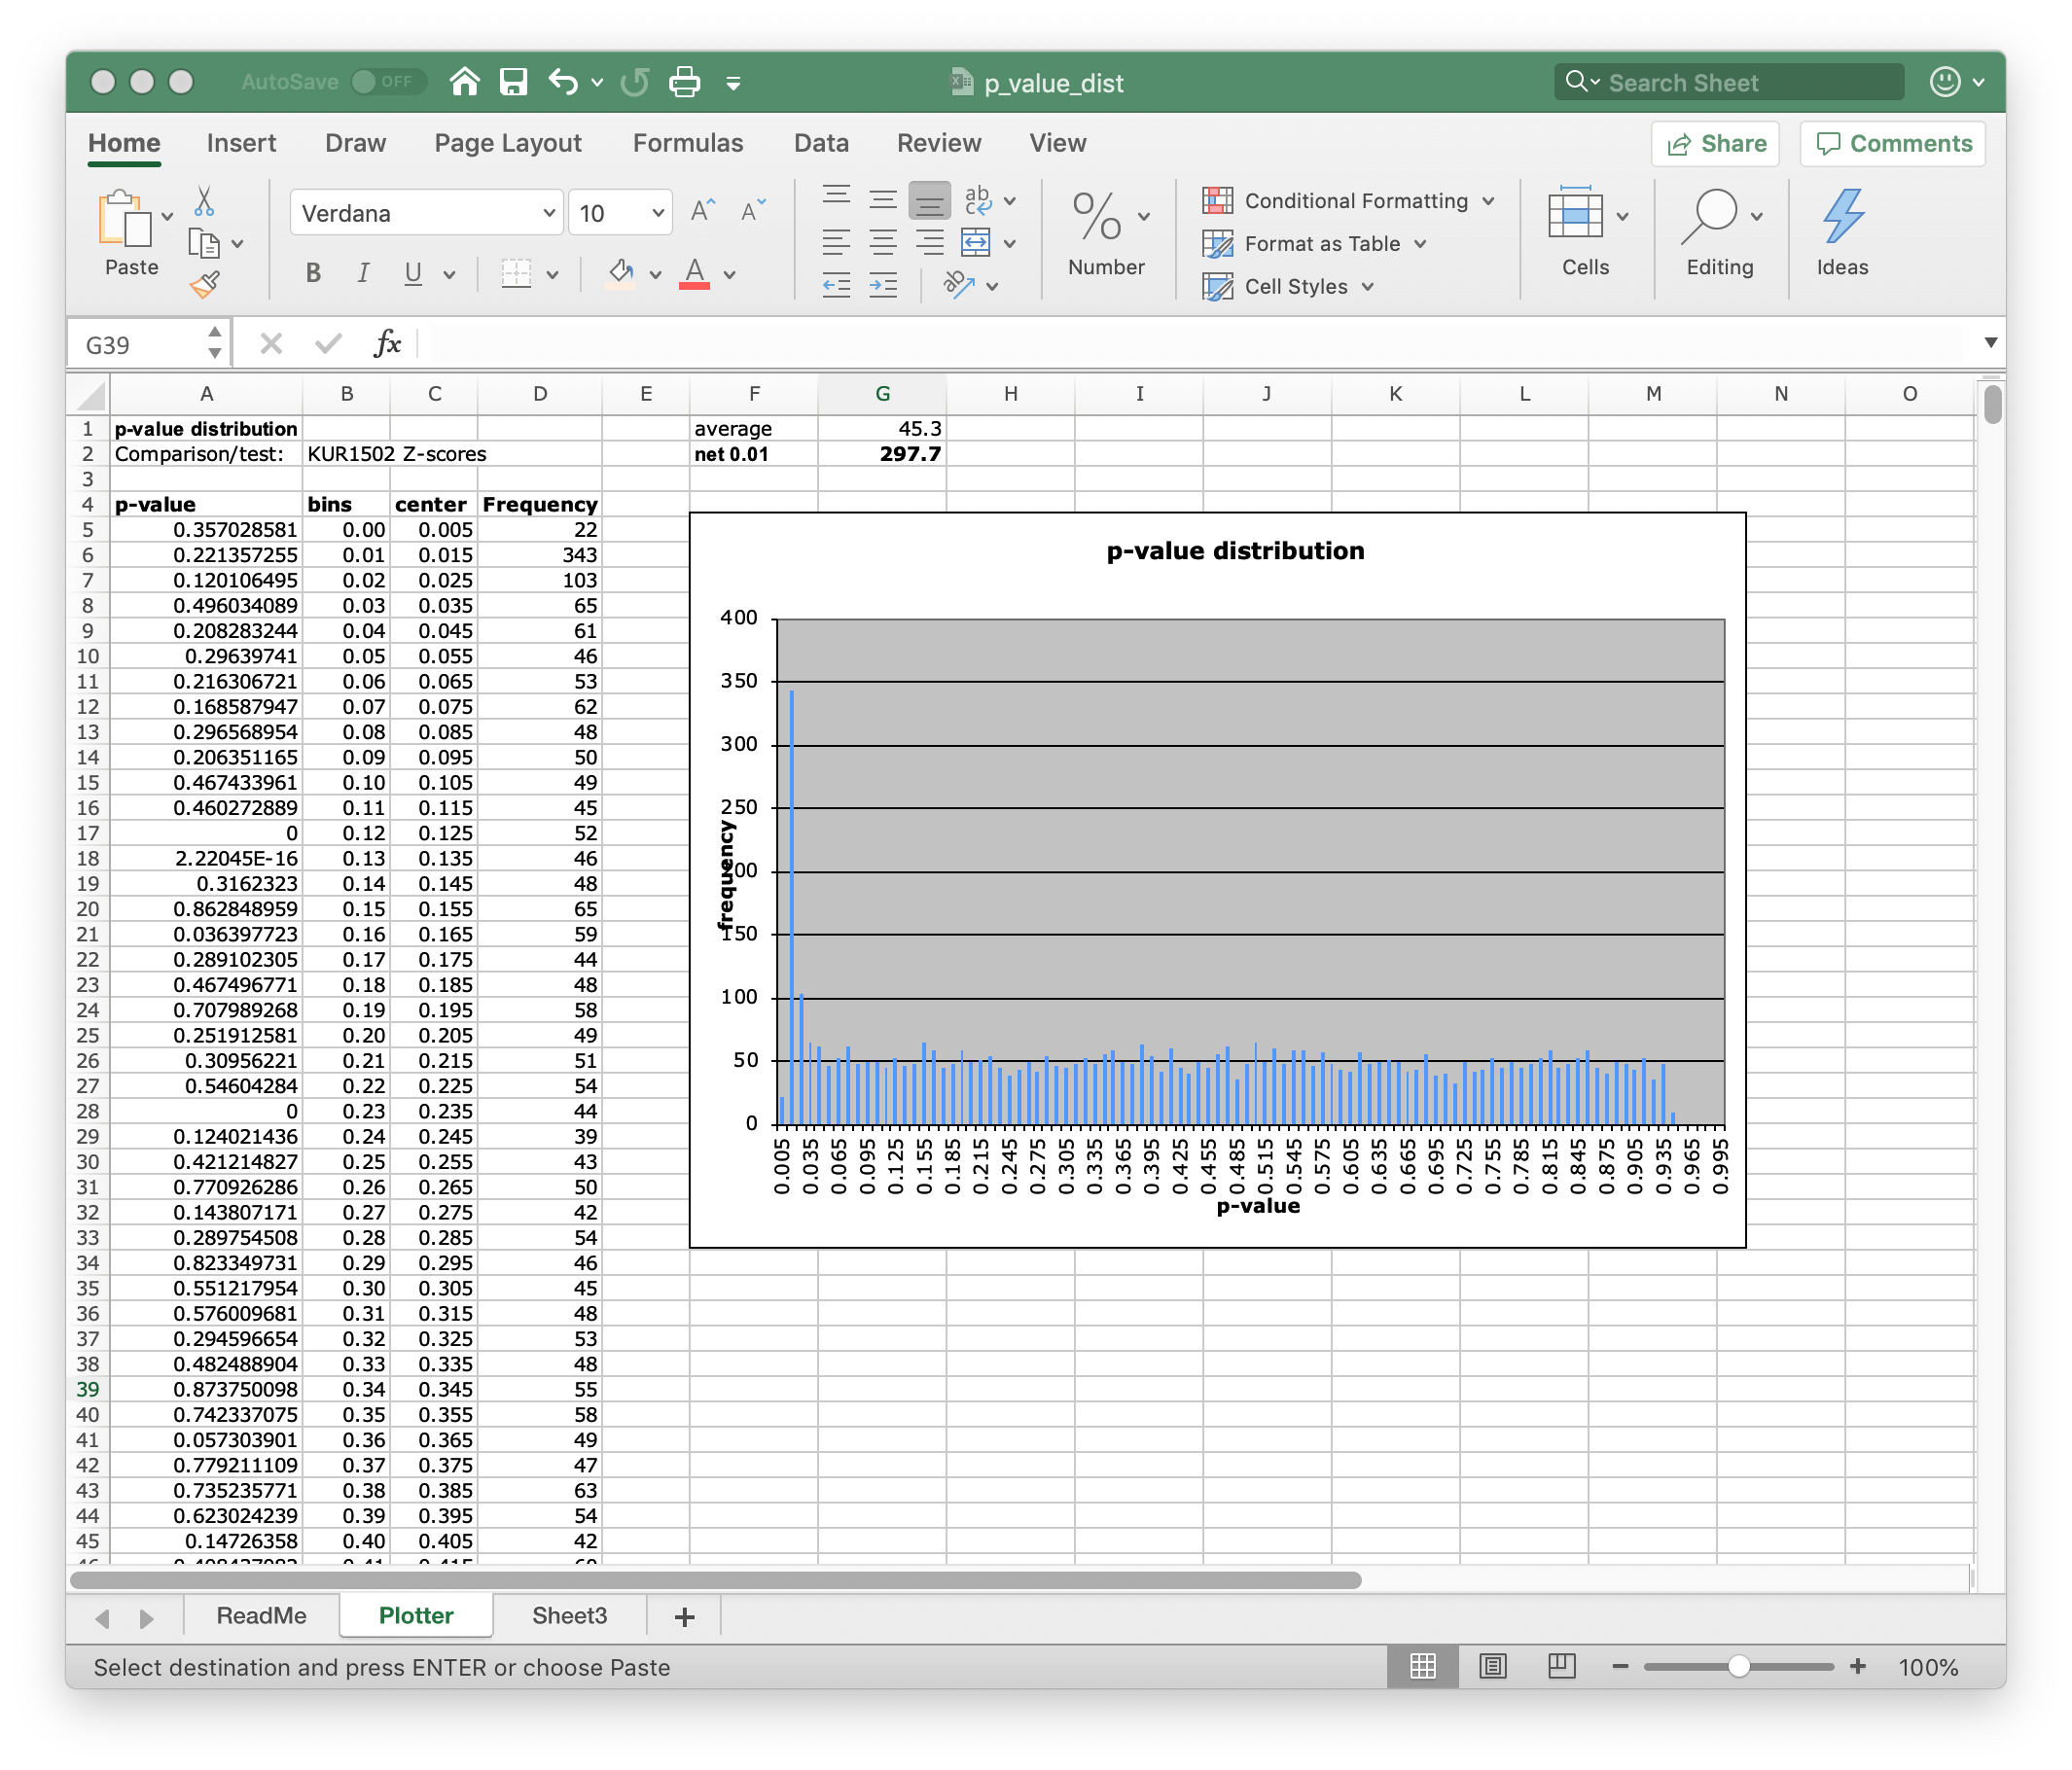 AutoSave OFF p_value_dist Search Sheet
Home Insert Draw Page Layout Formulas Data Review View Share Comments
Paste Verdana 10 A A B I U A ab c ab % Number Conditional Formatting Format as Table Cell Styles Cells Editing Ideas
G39 fx
A B C D E F G H I J K L M N O
1 p-value distribution average 45.3
2 Comparison/test: KUR1502 Z-scores net 0.01 297.7
3
4 p-value bins center Frequency
5 0.357028581 0.00 0.005 22
6 0.221357255 0.01 0.015 343
7 0.120106495 0.02 0.025 103
8 0.496034089 0.03 0.035 65
9 0.208283244 0.04 0.045 61
10 0.29639741 0.05 0.055 46
11 0.216306721 0.06 0.065 53
12 0.168587947 0.07 0.075 62
13 0.296568954 0.08 0.085 48
14 0.206351165 0.09 0.095 50
15 0.467433961 0.10 0.105 49
16 0.460272889 0.11 0.115 45
17 0 0.12 0.125 52
18 2.22045E-16 0.13 0.135 46
19 0.3162323 0.14 0.145 48
20 0.862848959 0.15 0.155 65
21 0.036397723 0.16 0.165 59
22 0.289102305 0.17 0.175 44
23 0.467496771 0.18 0.185 48
24 0.707989268 0.19 0.195 58
25 0.251912581 0.20 0.205 49
26 0.30956221 0.21 0.215 51
27 0.54604284 0.22 0.225 54
28 0 0.23 0.235 44
29 0.124021436 0.24 0.245 39
30 0.421214827 0.25 0.255 43
31 0.770926286 0.26 0.265 50
32 0.143807171 0.27 0.275 42
33 0.289754508 0.28 0.285 54
34 0.823349731 0.29 0.295 46
35 0.551217954 0.30 0.305 45
36 0.576009681 0.31 0.315 48
37 0.294596654 0.32 0.325 53
38 0.482488904 0.33 0.335 48
39 0.873750098 0.34 0.345 55
40 0.742337075 0.35 0.355 58
41 0.057303901 0.36 0.365 49
42 0.779211109 0.37 0.375 47
43 0.735235771 0.38 0.385 63
44 0.623024239 0.39 0.395 54
45 0.14726358 0.40 0.405 42
p-value distribution
400
350
300
250
200
150
100
50
0
frequency
0.005 0.035 0.065 0.095 0.125 0.155 0.185 0.215 0.245 0.275 0.305 0.335 0.365 0.395 0.425 0.455 0.485 0.515 0.545 0.575 0.605 0.635 0.665 0.695 0.725 0.755 0.785 0.815 0.845 0.875 0.905 0.935 0.965 0.995
p-value
ReadMe Plotter Sheet3 +
Select destination and press ENTER or choose Paste 100%